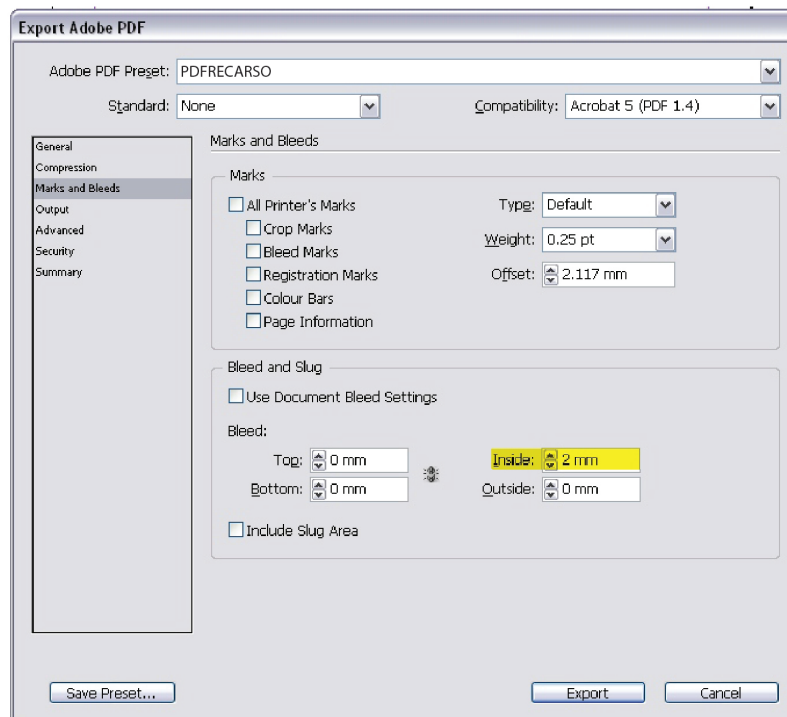 Export Adobe PDF
Adobe PDF Preset: PDFRECARSO
Standard: None Compatibility: Acrobat 5 (PDF 1.4)
General
Compression
Marks and Bleeds
Output
Advanced
Security
Summary
Marks and Bleeds
Marks
All Printer's Marks
Crop Marks
Bleed Marks
Registration Marks
Colour Bars
Page Information
Type: Default
Weight: 0.25 pt
Offset: 2.117 mm
Bleed and Slug
Use Document Bleed Settings
Bleed:
Top: 0 mm
Bottom: 0 mm
Inside: 2 mm
Outside: 0 mm
Include Slug Area
Save Preset... Export Cancel